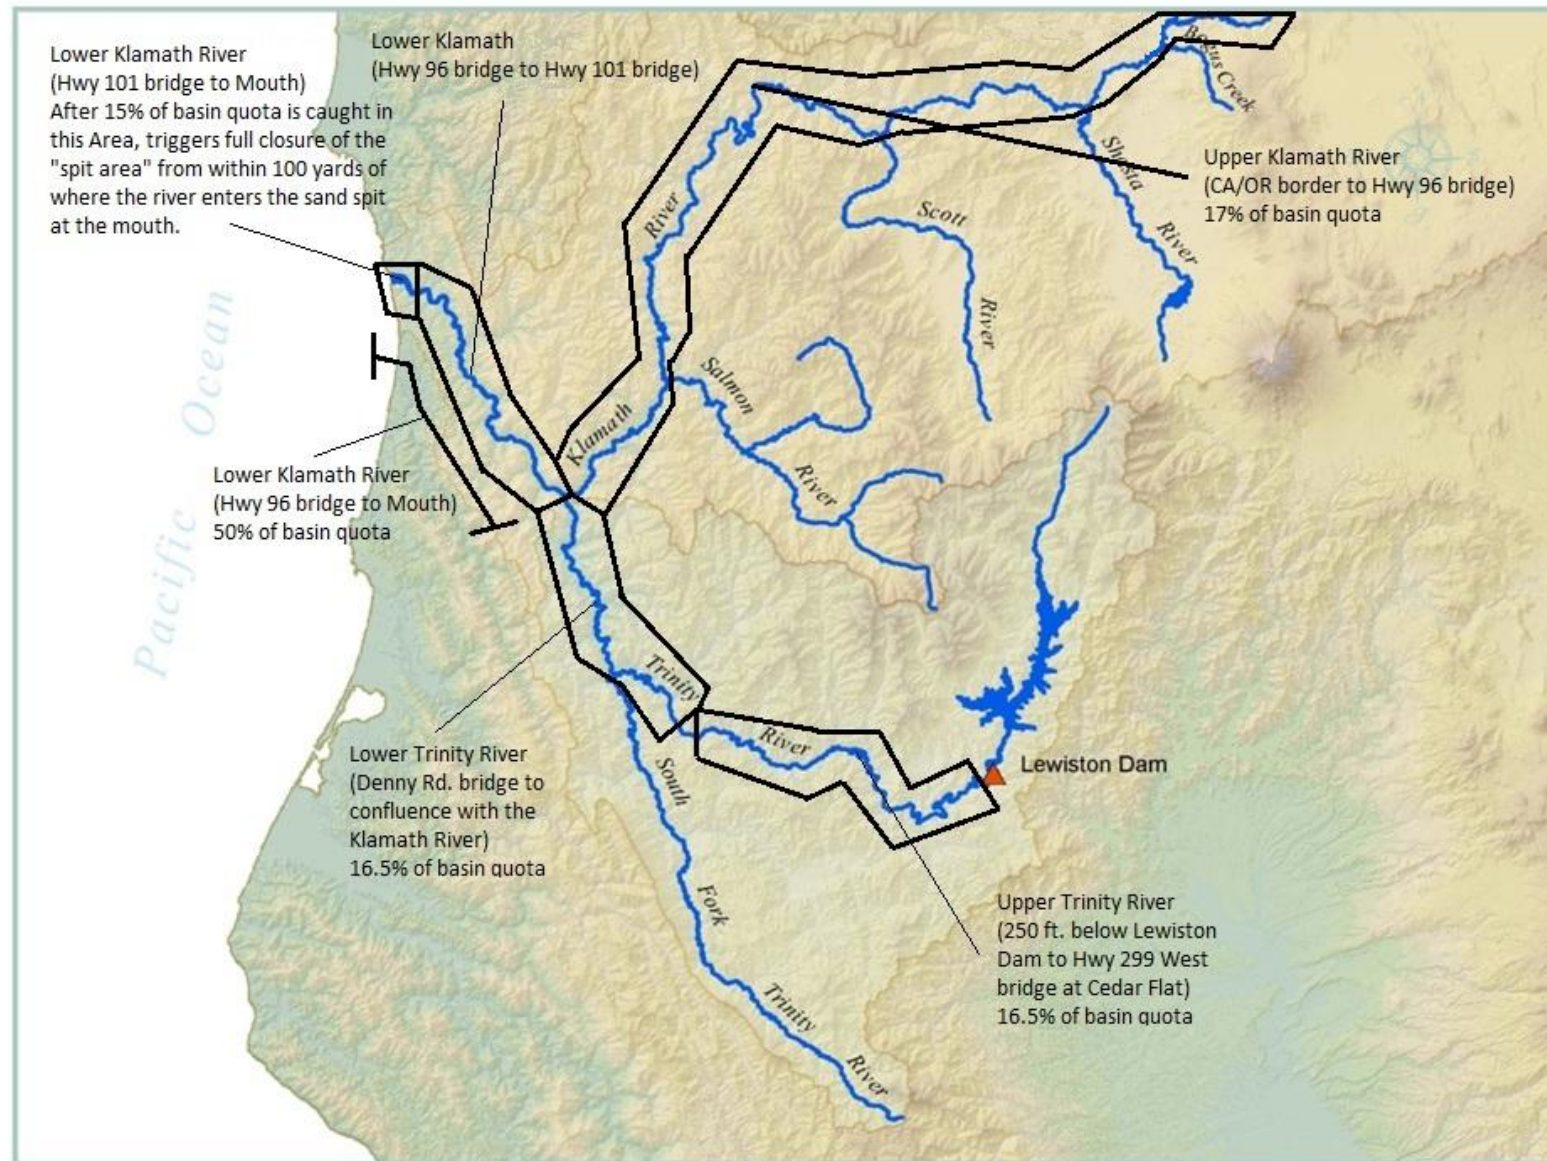 Lower Klamath River
(Hwy 101 bridge to Mouth)
After 15% of basin quota is caught in
this Area, triggers full closure of the
"spit area" from within 100 yards of
where the river enters the sand spit
at the mouth.
Lower Klamath
(Hwy 96 bridge to Hwy 101 bridge)
Bogus Creek
Upper Klamath River
(CA/OR border to Hwy 96 bridge)
17% of basin quota
Shasta
River
Scott
River
River
Klamath
Salmon
River
Pacific Ocean
Lower Klamath River
(Hwy 96 bridge to Mouth)
50% of basin quota
Trinity
River
Lewiston Dam
Lower Trinity River
(Denny Rd. bridge to
confluence with the
Klamath River)
16.5% of basin quota
South
Fork
Trinity
River
Upper Trinity River
(250 ft. below Lewiston
Dam to Hwy 299 West
bridge at Cedar Flat)
16.5% of basin quota